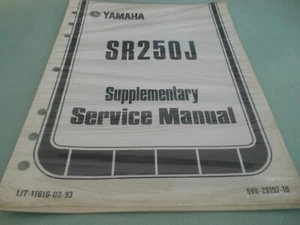 YAMAHA
SR250J
Supplementary
Service Manual
LIT-11616-02-93
5Y0-28197-10